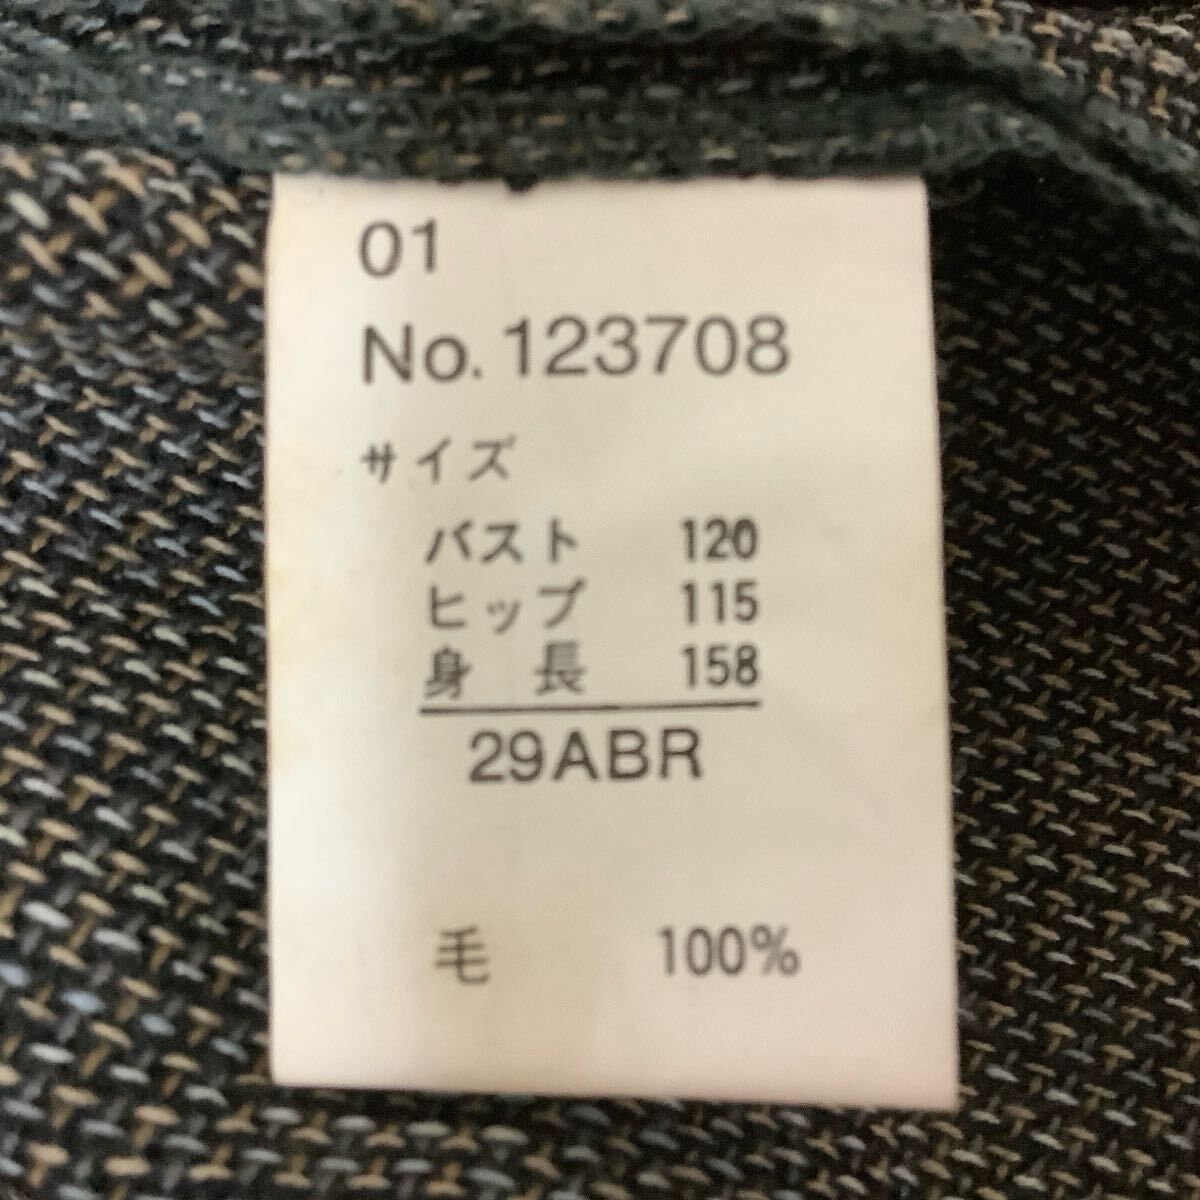 01
No. 123708
サイズ
バスト 120
ヒップ 115
身長 158
29ABR
毛 100%